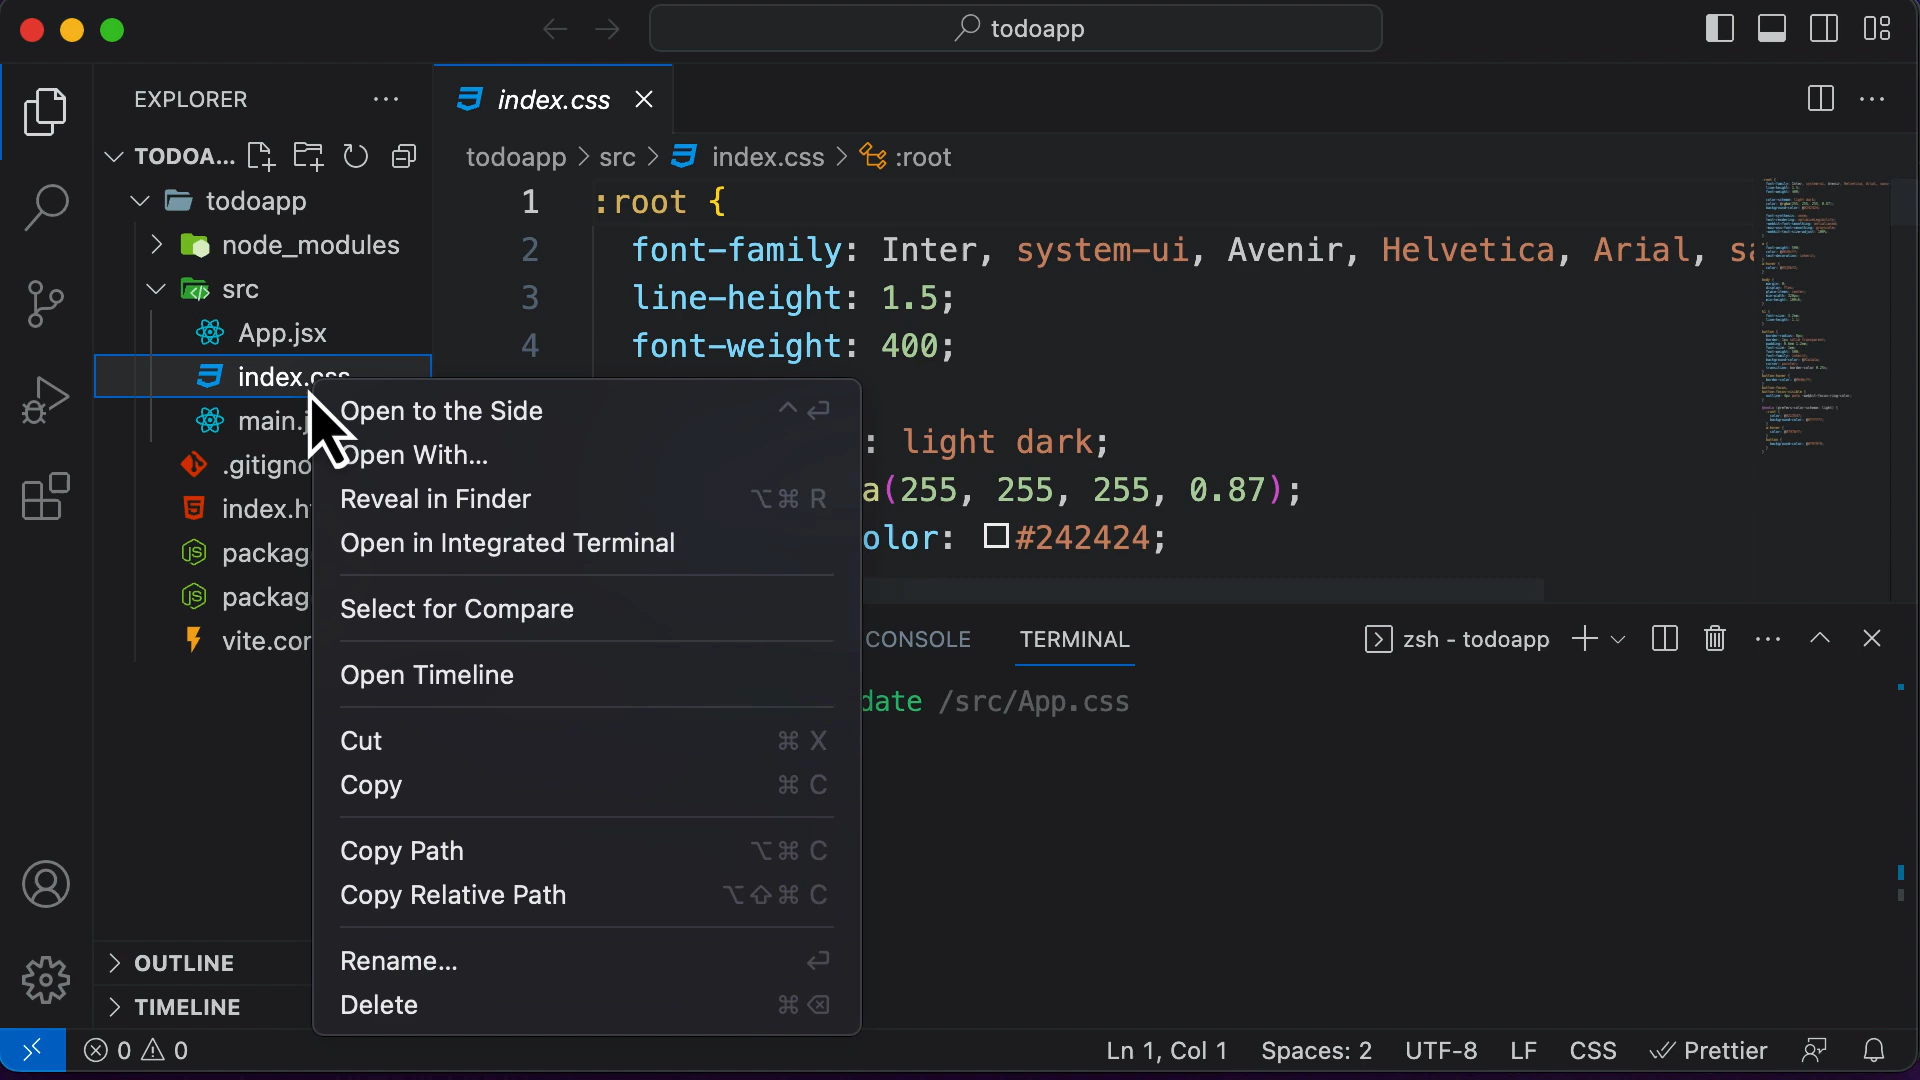 todoapp
EXPLORER
index.css
TODOA...
todoapp > src > index.css > :root
todoapp
node_modules
src
App.jsx
index.css
main.j
.gitigno
index.h
packag
packag
vite.cor
1 :root {
2 font-family: Inter, system-ui, Avenir, Helvetica, Arial, sa
3 line-height: 1.5;
4 font-weight: 400;
: light dark;
a(255, 255, 255, 0.87);
olor: #242424;
Open to the Side
Open With...
Reveal in Finder ⌥⌘ R
Open in Integrated Terminal
Select for Compare
Open Timeline
Cut ⌘ X
Copy ⌘ C
Copy Path ⌥⌘ C
Copy Relative Path ⌥⇧⌘ C
Rename...
Delete ⌘
CONSOLE
TERMINAL
zsh - todoapp
date /src/App.css
OUTLINE
TIMELINE
0 0
Ln 1, Col 1
Spaces: 2
UTF-8
LF
CSS
Prettier